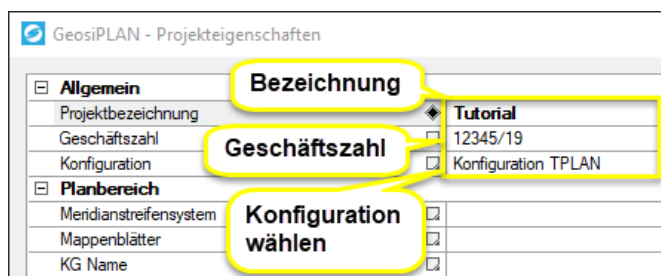 GeosiPLAN - Projekteigenschaften
Allgemein
Bezeichnung
Projektbezeichnung
Tutorial
Geschäftszahl
Geschäftszahl
12345/19
Konfiguration
Konfiguration TPLAN
Planbereich
Meridianstreifensystem
Konfiguration
wählen
Mappenblätter
KG Name